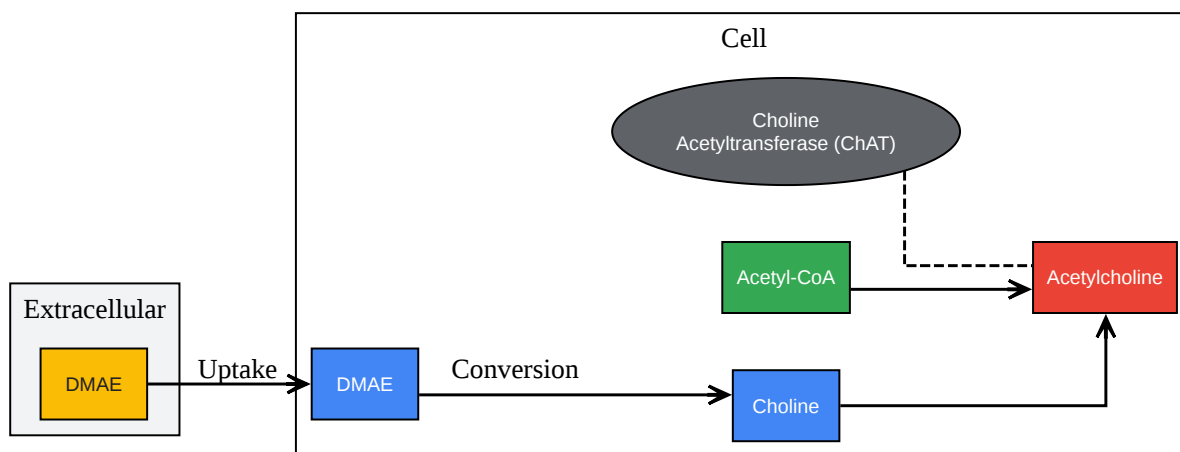 Cell
Choline
Acetyltransferase (ChAT)
Acetyl-CoA
Acetylcholine
Extracellular
DMAE
Uptake
DMAE
Conversion
Choline